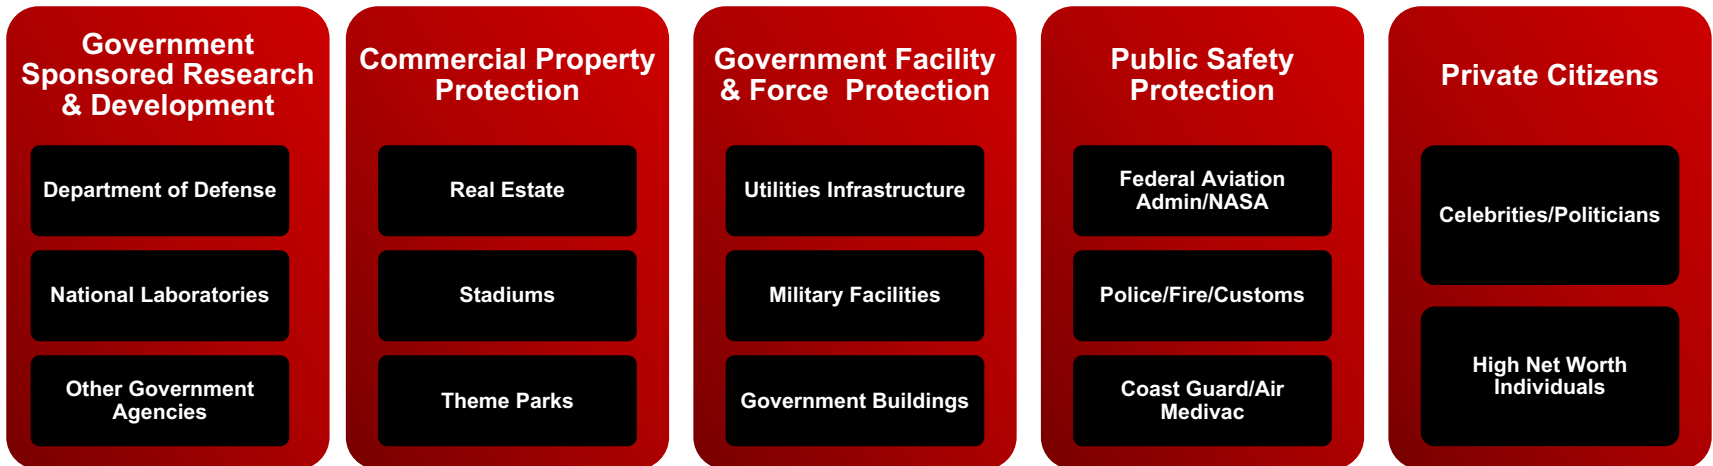 Government
Sponsored Research
& Development
Department of Defense
National Laboratories
Other Government
Agencies
Commercial Property
Protection
Real Estate
Stadiums
Theme Parks
Government Facility
& Force  Protection
Utilities Infrastructure
Military Facilities
Government Buildings
Public Safety
Protection
Federal Aviation
Admin/NASA
Police/Fire/Customs
Coast Guard/Air
Medivac
Private Citizens
Celebrities/Politicians
High Net Worth
Individuals